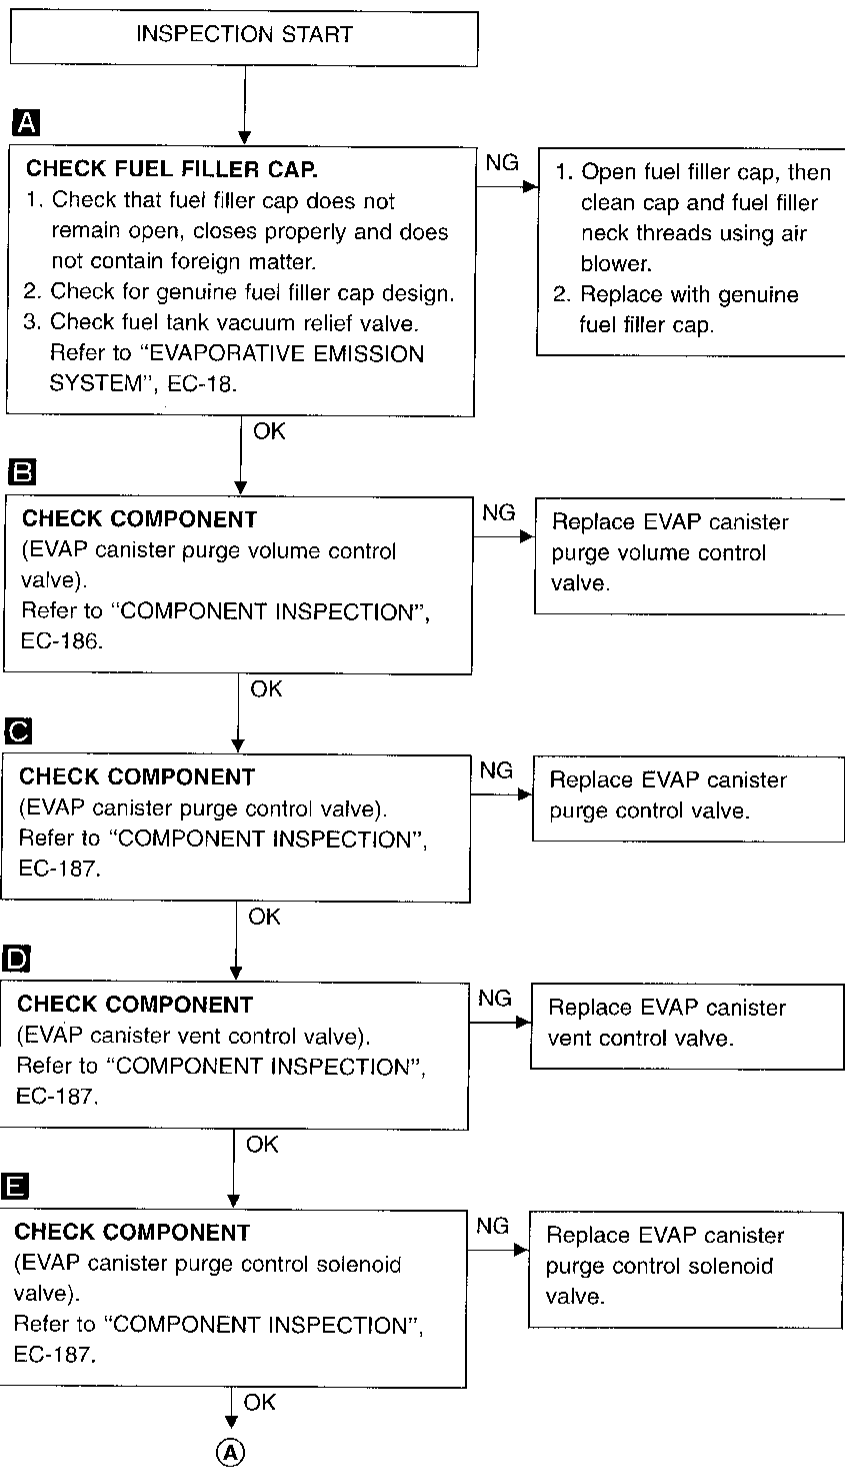 INSPECTION START
A
CHECK FUEL FILLER CAP.
1. Check that fuel filler cap does not
remain open, closes properly and does
not contain foreign matter.
2. Check for genuine fuel filler cap design.
3. Check fuel tank vacuum relief valve.
Refer to “EVAPORATIVE EMISSION
SYSTEM”, EC-18.
NG
1. Open fuel filler cap, then
clean cap and fuel filler
neck threads using air
blower.
2. Replace with genuine
fuel filler cap.
OK
B
CHECK COMPONENT
(EVAP canister purge volume control
valve).
Refer to “COMPONENT INSPECTION”,
EC-186.
NG
Replace EVAP canister
purge volume control
valve.
OK
C
CHECK COMPONENT
(EVAP canister purge control valve).
Refer to “COMPONENT INSPECTION”,
EC-187.
NG
Replace EVAP canister
purge control valve.
OK
D
CHECK COMPONENT
(EVAP canister vent control valve).
Refer to “COMPONENT INSPECTION”,
EC-187.
NG
Replace EVAP canister
vent control valve.
OK
E
CHECK COMPONENT
(EVAP canister purge control solenoid
valve).
Refer to “COMPONENT INSPECTION”,
EC-187.
NG
Replace EVAP canister
purge control solenoid
valve.
OK
A